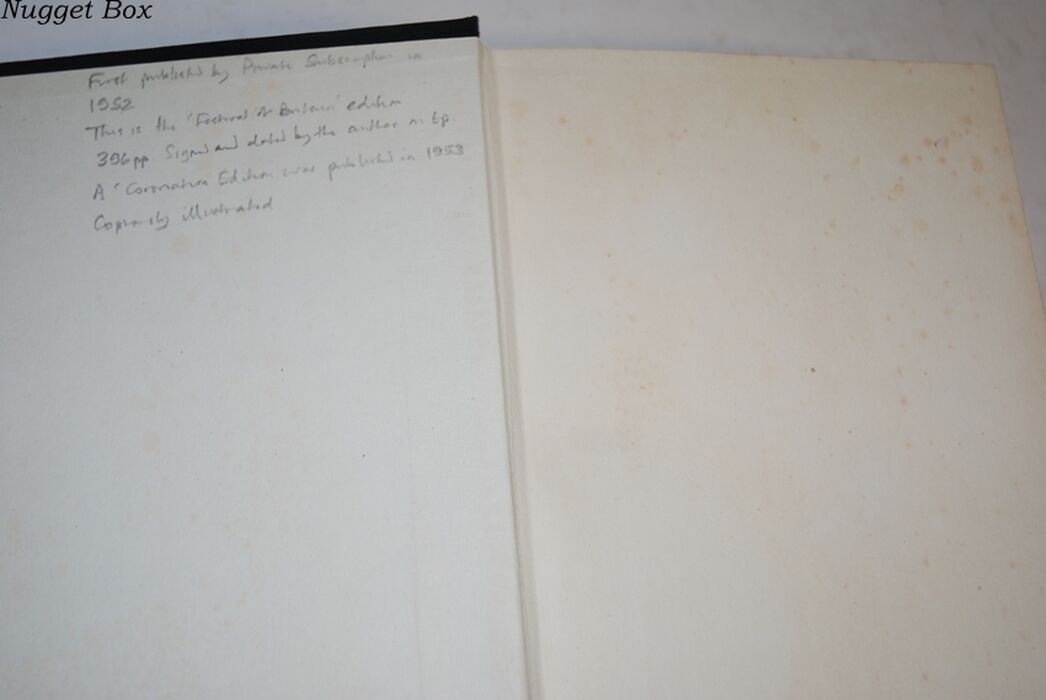 Nugget Box
First published by Private Subscription in
1952
This is the 'Festival of Britain' edition
396pp. Signed and dated by the author on Ep.
A 'Coronation Edition was published in 1953
Copiously illustrated